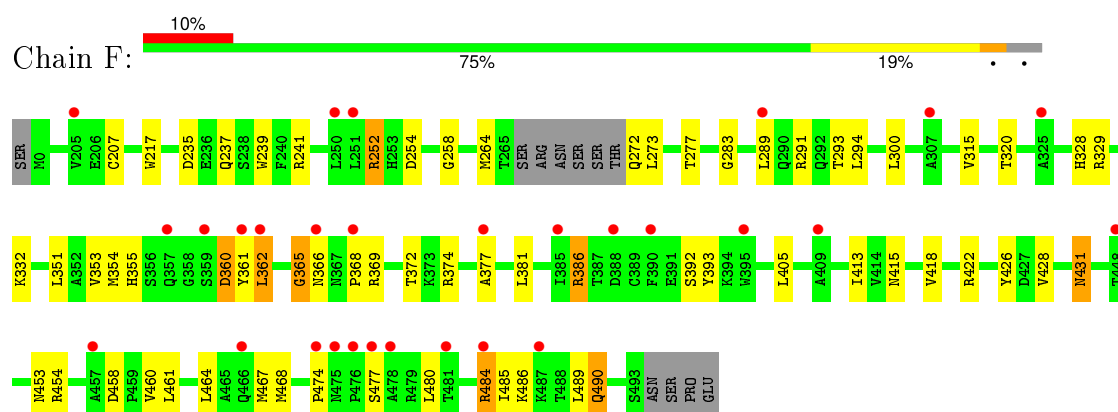 10%
Chain F:
75% 19% • •
SER M0 V205 E206 C207 W217 D235 E236 Q237 S238 W239 F240 R241 L250 L251 R252 H253 D254 G258 M264 T265 SER ARG ASN SER SER THR Q272 L273 T277 G283 L289 Q290 R291 Q292 T293 L294 L300 A307 V315 T320 A325 H328 R329
K332 L351 A352 V353 M354 H355 S356 Q357 G358 S359 D360 Y361 L362 G365 N366 N367 P368 R369 T372 K373 R374 A377 L381 I385 R386 T387 D388 C389 F390 E391 S392 Y393 K394 W395 L405 A409 I413 V414 N415 V418 R422 Y426 D427 V428 N431 T448
N453 R454 A457 D458 P459 V460 L461 L464 A465 Q466 M467 M468 P474 N475 P476 S477 A478 R479 L480 T481 R484 I485 K486 K487 T488 L489 Q490 S493 ASN SER PRO GLU